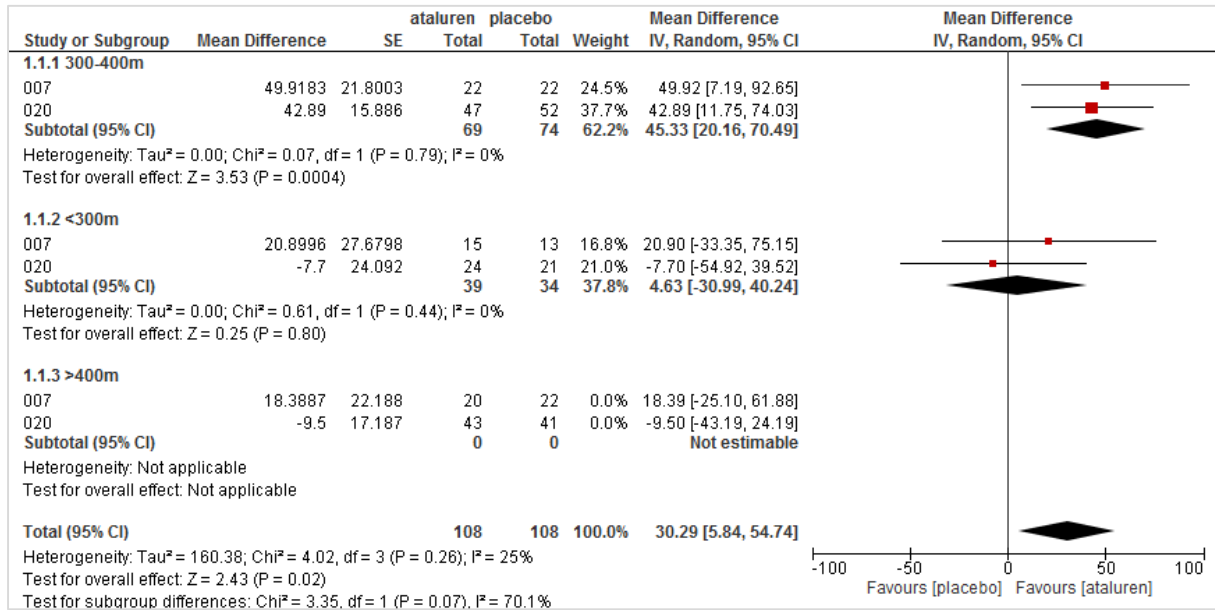 ataluren placebo Mean Difference Mean Difference
Study or Subgroup Mean Difference SE Total Total Weight IV, Random, 95% CI IV, Random, 95% CI
1.1.1 300-400m
007 49.9183 21.8003 22 22 24.5% 49.92 [7.19, 92.65]
020 42.89 15.886 47 52 37.7% 42.89 [11.75, 74.03]
Subtotal (95% CI) 69 74 62.2% 45.33 [20.16, 70.49]
Heterogeneity: Tau² = 0.00; Chi² = 0.07, df = 1 (P = 0.79); I² = 0%
Test for overall effect: Z = 3.53 (P = 0.0004)
1.1.2 <300m
007 20.8996 27.6798 15 13 16.8% 20.90 [-33.35, 75.15]
020 -7.7 24.092 24 21 21.0% -7.70 [-54.92, 39.52]
Subtotal (95% CI) 39 34 37.8% 4.63 [-30.99, 40.24]
Heterogeneity: Tau² = 0.00; Chi² = 0.61, df = 1 (P = 0.44); I² = 0%
Test for overall effect: Z = 0.25 (P = 0.80)
1.1.3 >400m
007 18.3887 22.188 20 22 0.0% 18.39 [-25.10, 61.88]
020 -9.5 17.187 43 41 0.0% -9.50 [-43.19, 24.19]
Subtotal (95% CI) 0 0 Not estimable
Heterogeneity: Not applicable
Test for overall effect: Not applicable
Total (95% CI) 108 108 100.0% 30.29 [5.84, 54.74]
Heterogeneity: Tau² = 160.38; Chi² = 4.02, df = 3 (P = 0.26); I² = 25%
Test for overall effect: Z = 2.43 (P = 0.02)
Test for subgroup differences: Chi² = 3.35, df = 1 (P = 0.07), I² = 70.1%
-100 -50 0 50 100
Favours [placebo] Favours [ataluren]